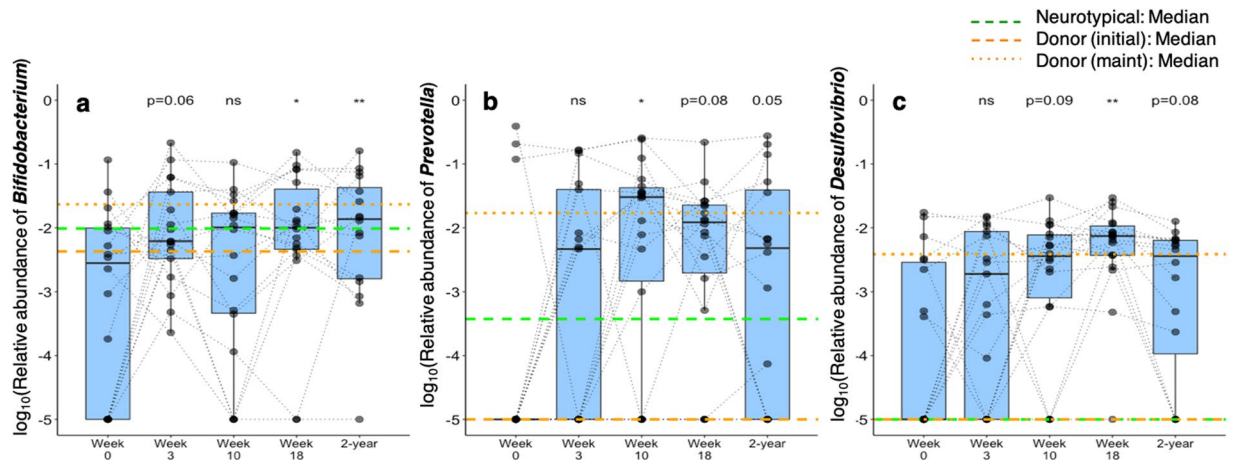 Neurotypical: Median
Donor (initial): Median
Donor (maint): Median
log10(Relative abundance of Bifidobacterium)
a
p=0.06 ns * **
0
-1
-2
-3
-4
-5
Week 0
Week 3
Week 10
Week 18
2-year
log10(Relative abundance of Prevotella)
b
ns * p=0.08 0.05
0
-1
-2
-3
-4
-5
Week 0
Week 3
Week 10
Week 18
2-year
log10(Relative abundance of Desulfovibrio)
c
ns p=0.09 ** p=0.08
0
-1
-2
-3
-4
-5
Week 0
Week 3
Week 10
Week 18
2-year